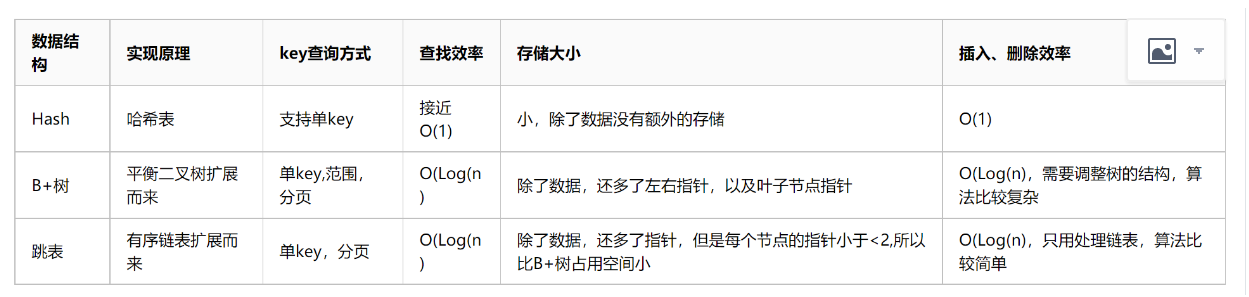 数据结
构
实现原理
key查询方式
查找效率
存储大小
插入、删除效率
Hash
哈希表
支持单key
接近
O(1)
小，除了数据没有额外的存储
O(1)
B+树
平衡二叉树扩展
而来
单key,范围，
分页
O(Log(n
)
除了数据，还多了左右指针，以及叶子节点指针
O(Log(n)，需要调整树的结构，算
法比较复杂
跳表
有序链表扩展而
来
单key，分页
O(Log(n
)
除了数据，还多了指针，但是每个节点的指针小于<2,所以
比B+树占用空间小
O(Log(n)，只用处理链表，算法比
较简单